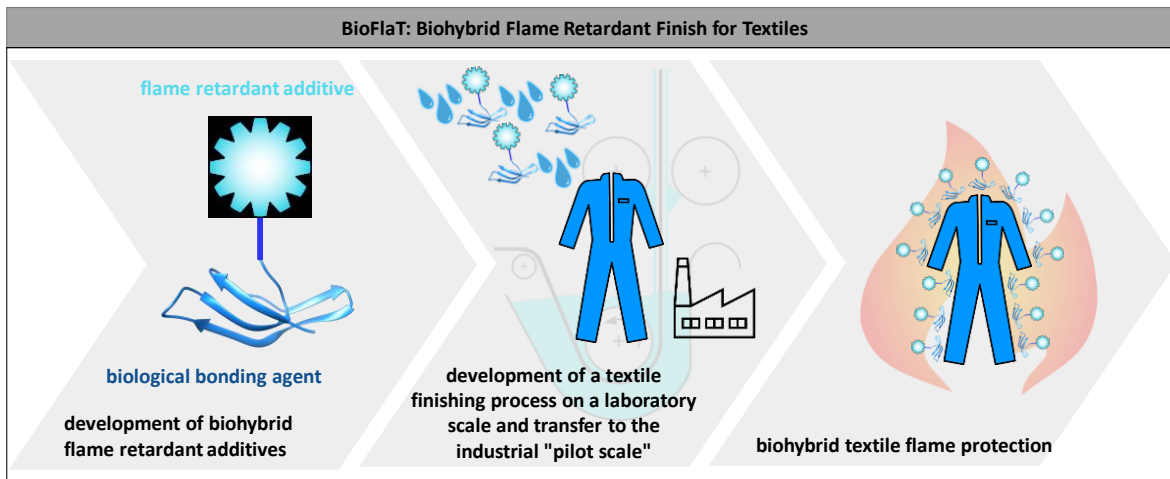 BioFlaT: Biohybrid Flame Retardant Finish for Textiles
flame retardant additive
biological bonding agent
development of biohybrid
flame retardant additives
development of a textile
finishing process on a laboratory
scale and transfer to the
industrial "pilot scale"
biohybrid textile flame protection